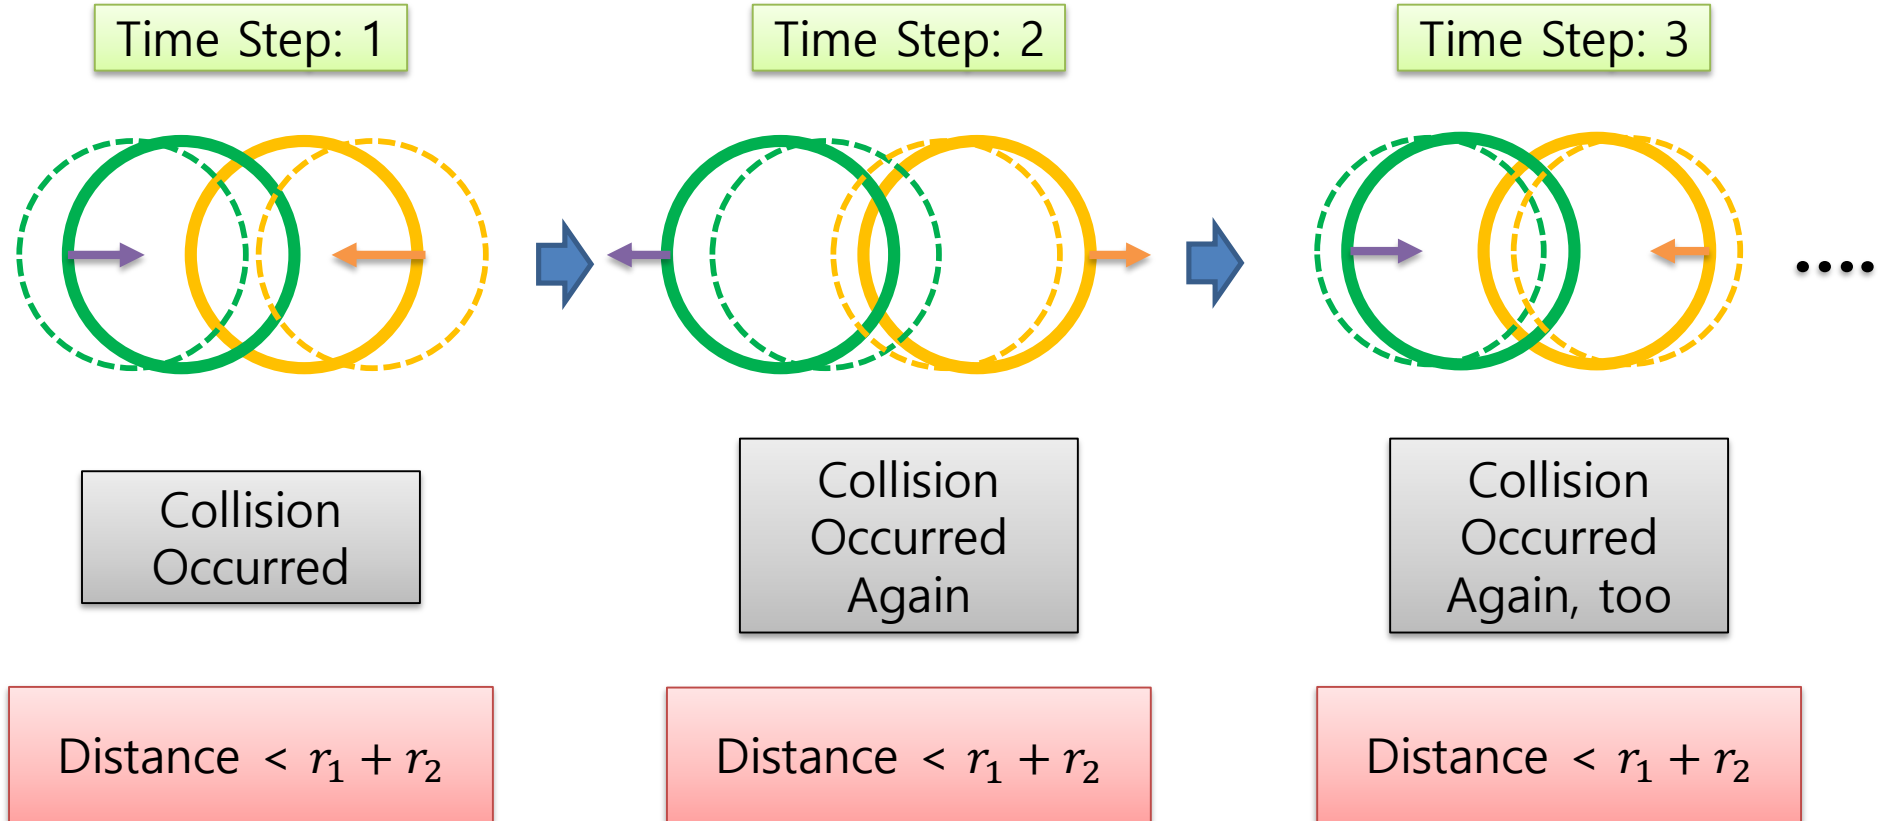 Time Step: 1
Time Step: 2
Time Step: 3
....
Collision
Occurred
Collision
Occurred
Again
Collision
Occurred
Again, too
Distance < r₁ + r₂
Distance < r₁ + r₂
Distance < r₁ + r₂